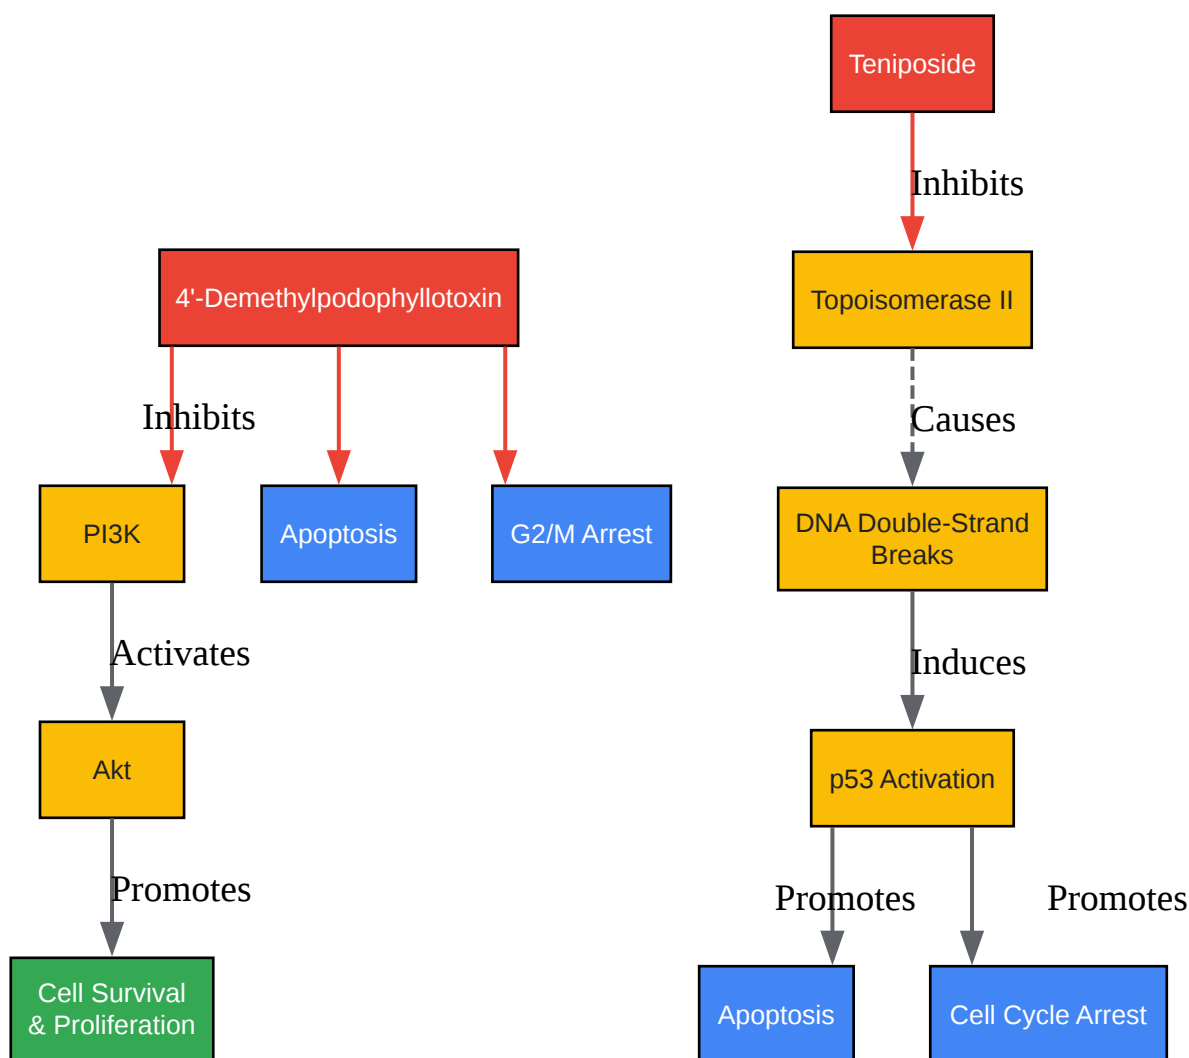 Teniposide
Inhibits
4'-Demethylpodophyllotoxin
Topoisomerase II
Inhibits
Causes
PI3K
Apoptosis
G2/M Arrest
DNA Double-Strand
Breaks
Activates
Induces
Akt
p53 Activation
Promotes
Promotes
Promotes
Cell Survival
& Proliferation
Apoptosis
Cell Cycle Arrest